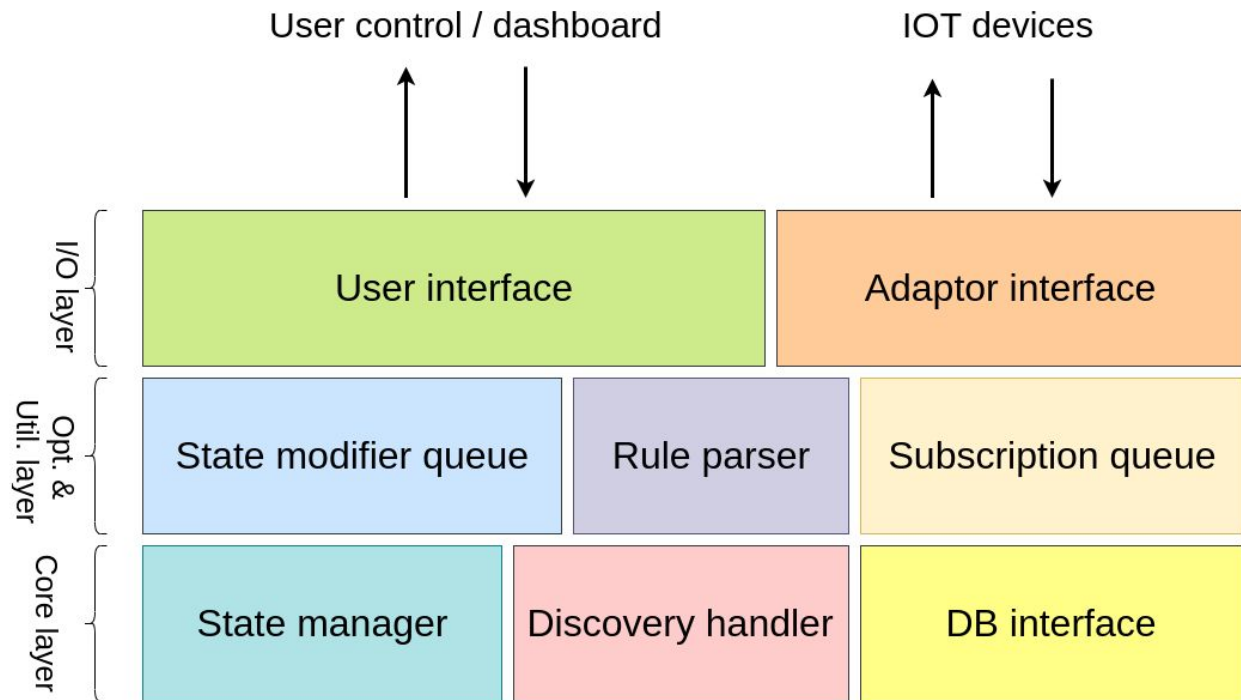 User control / dashboard
IOT devices
I/O layer
User interface
Adaptor interface
Opt. &
Util. layer
State modifier queue
Rule parser
Subscription queue
Core layer
State manager
Discovery handler
DB interface